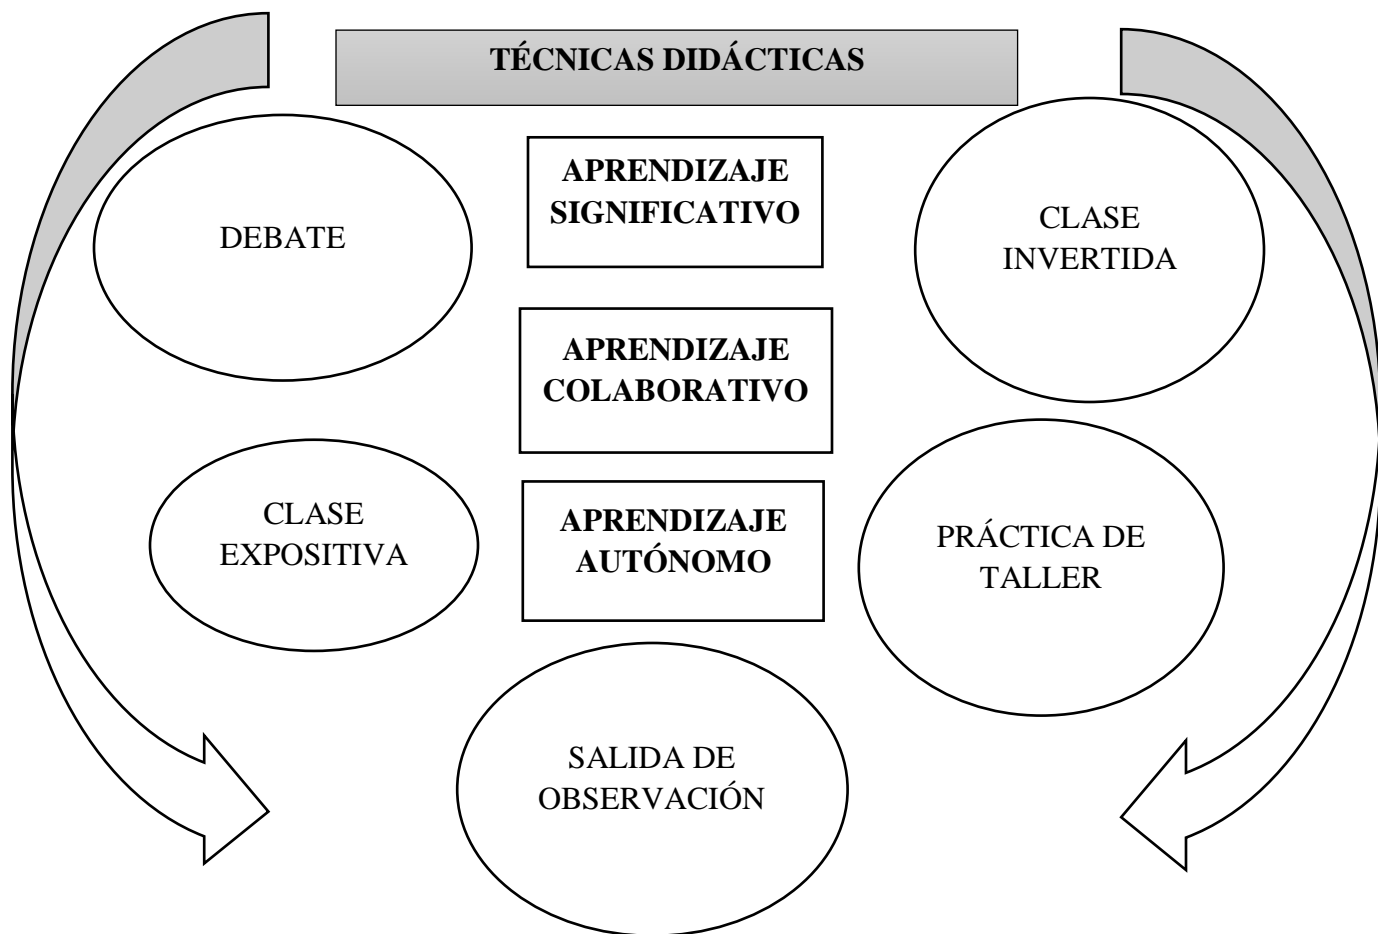 TÉCNICAS DIDÁCTICAS
DEBATE
APRENDIZAJE
SIGNIFICATIVO
CLASE
INVERTIDA
APRENDIZAJE
COLABORATIVO
CLASE
EXPOSITIVA
APRENDIZAJE
AUTÓNOMO
PRÁCTICA DE
TALLER
SALIDA DE
OBSERVACIÓN